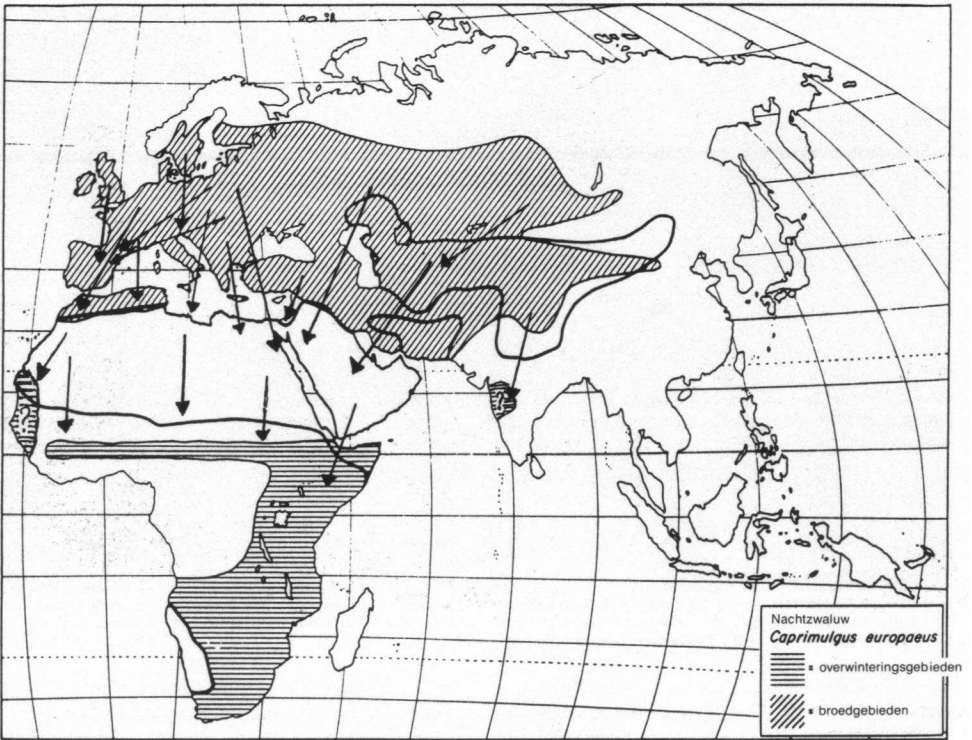 Nachtzwaluw
Caprimulgus europaeus
= overwinteringsgebieden
= broedgebieden